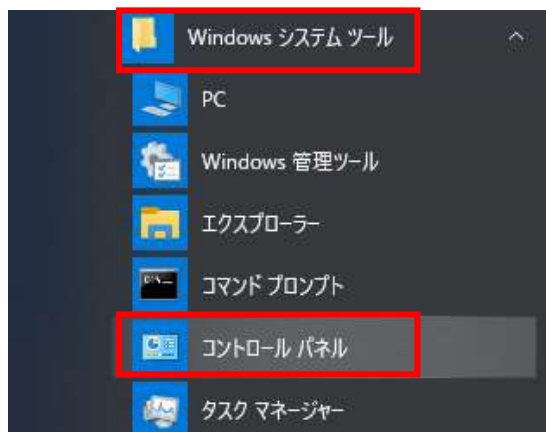 Windows システム ツール
PC
Windows 管理ツール
エクスプローラー
コマンド プロンプト
コントロール パネル
タスク マネージャー